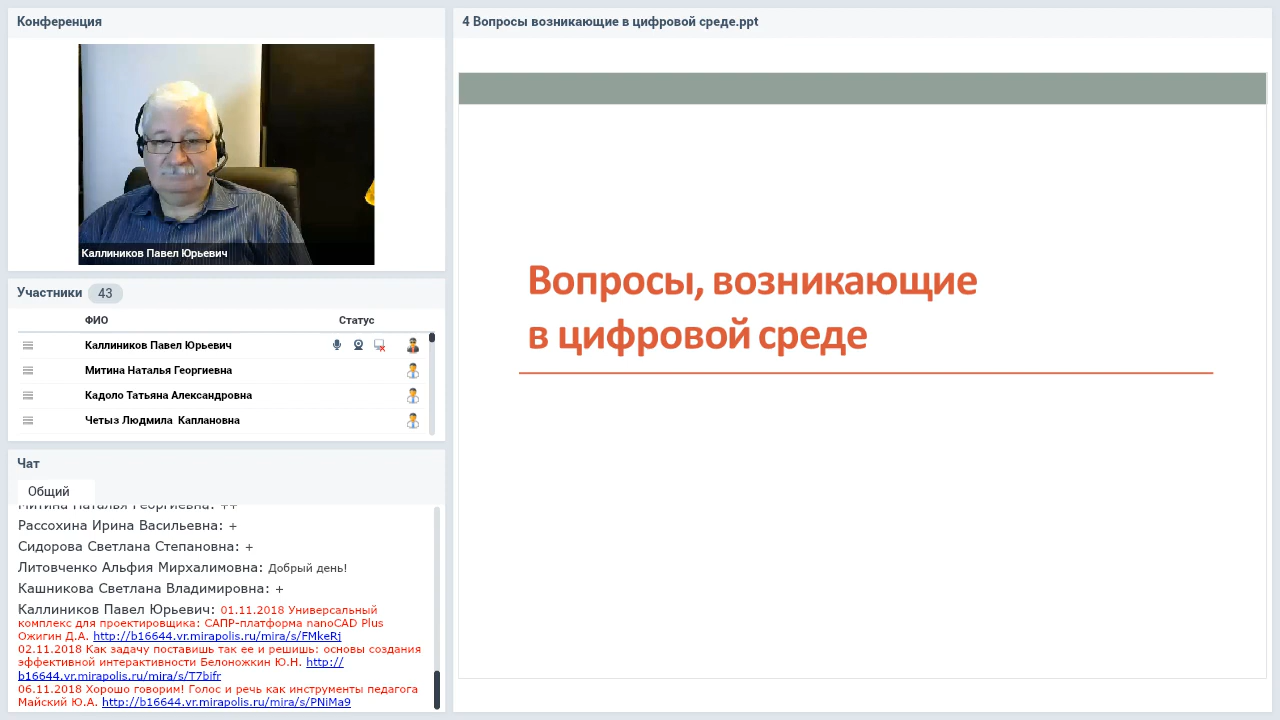 Конференция
Каллиников Павел Юрьевич
Участники 43
ФИО Статус
Каллиников Павел Юрьевич
Митина Наталья Георгиевна
Кадоло Татьяна Александровна
Четыз Людмила Каплановна
Чат
Общий
Митина Наталья Георгиевна: ++
Рассохина Ирина Васильевна: +
Сидорова Светлана Степановна: +
Литовченко Альфия Мирхалимовна: Добрый день!
Кашникова Светлана Владимировна: +
Каллиников Павел Юрьевич: 01.11.2018 Универсальный
комплекс для проектировщика: САПР-платформа nanoCAD Plus
Ожигин Д.А. http://b16644.vr.mirapolis.ru/mira/s/FMkeRj
02.11.2018 Как задачу поставишь так ее и решишь: основы создания
эффективной интерактивности Белоножкин Ю.Н. http://
b16644.vr.mirapolis.ru/mira/s/T7bifr
06.11.2018 Хорошо говорим! Голос и речь как инструменты педагога
Майский Ю.А. http://b16644.vr.mirapolis.ru/mira/s/PNiMa9
4 Вопросы возникающие в цифровой среде.ppt
Вопросы, возникающие
в цифровой среде